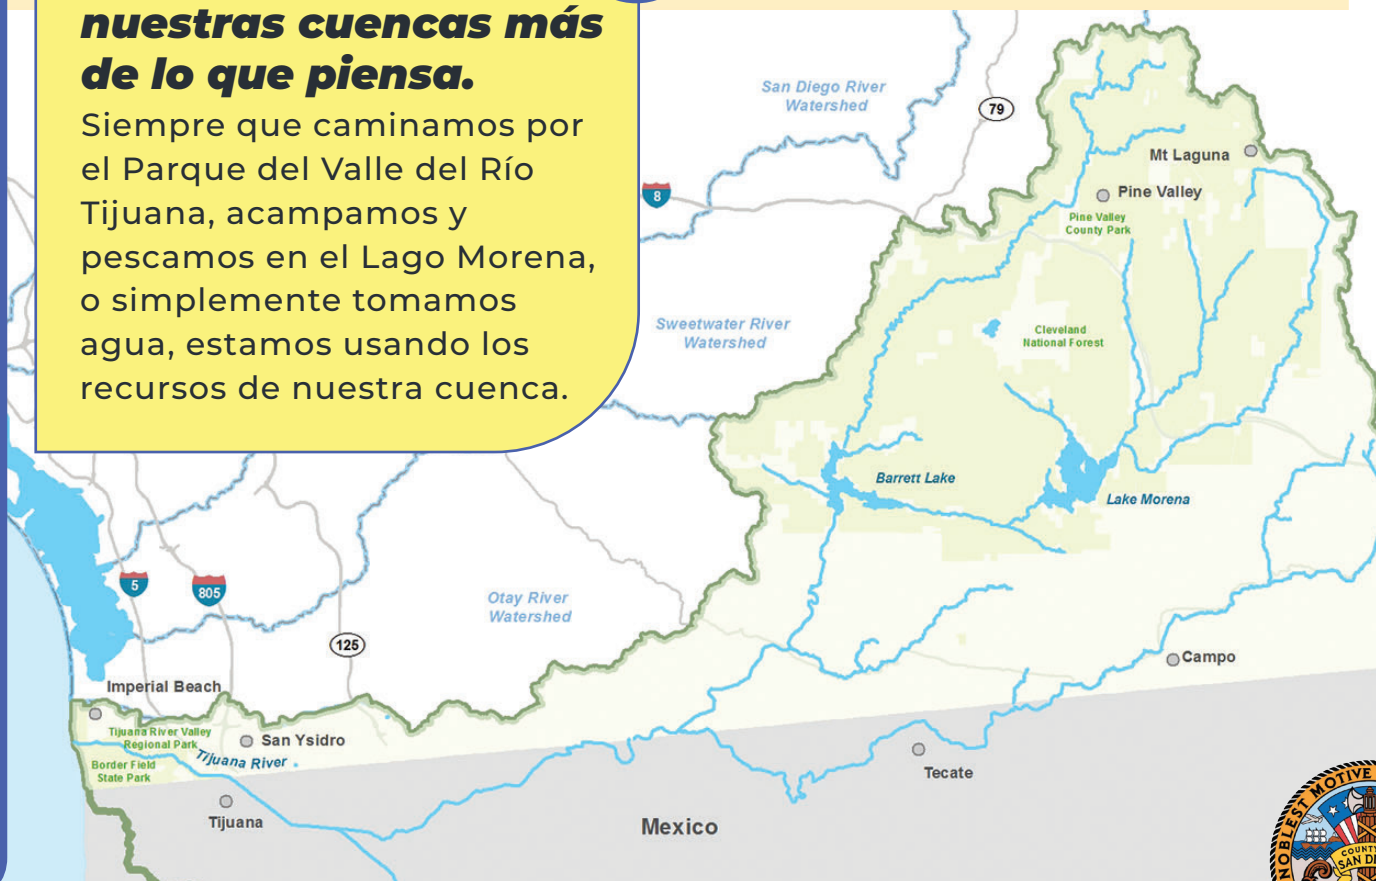 nuestras cuencas más
de lo que piensa.
Siempre que caminamos por
el Parque del Valle del Río
Tijuana, acampamos y
pescamos en el Lago Morena,
o simplemente tomamos
agua, estamos usando los
recursos de nuestra cuenca.
San Diego River
Watershed
79
Mt Laguna
8
Pine Valley
Pine Valley
County Park
Sweetwater River
Watershed
Cleveland
National Forest
Barrett Lake
Lake Morena
5
805
Otay River
Watershed
125
Campo
Imperial Beach
Tijuana River Valley
Regional Park
San Ysidro
Tijuana River
Border Field
State Park
Tecate
Tijuana
Mexico
NOBLEST MOTIVE
COUNTY
SAN DI